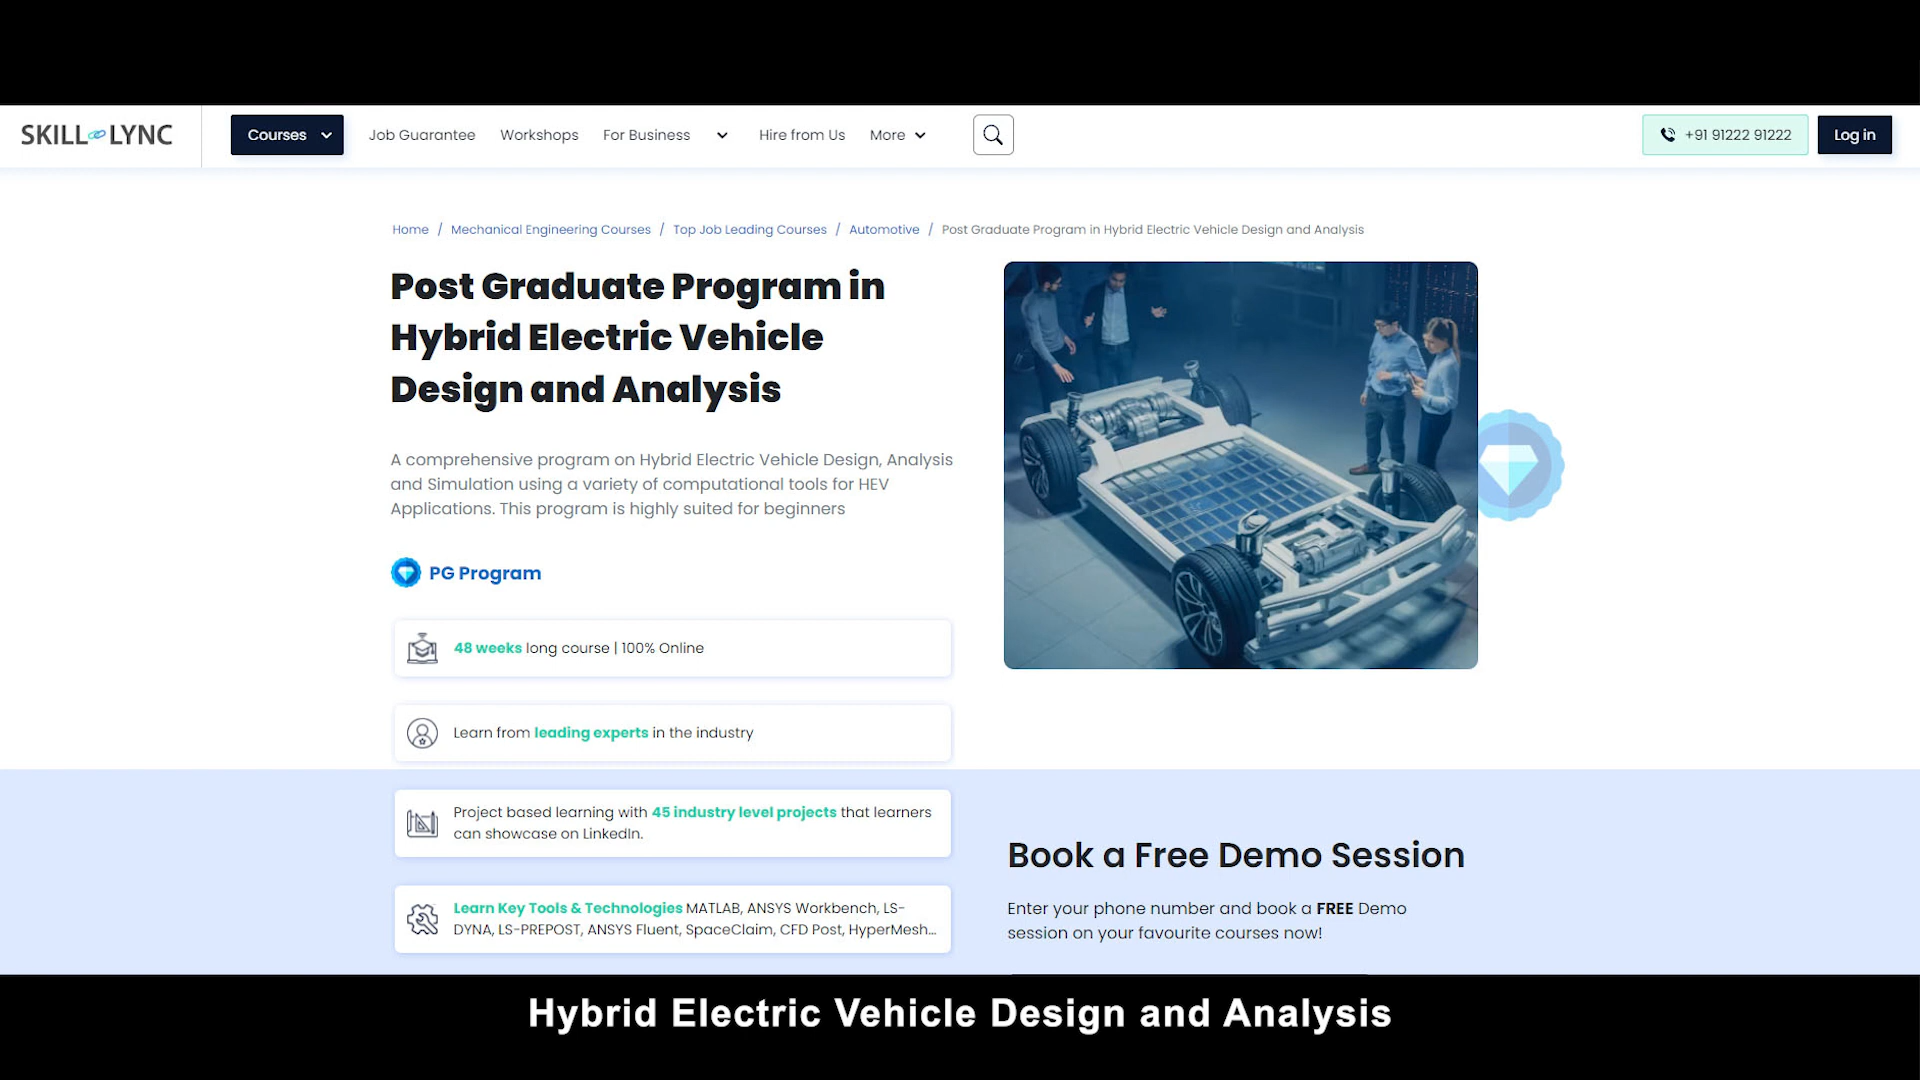 SKILL LYNC
Courses
Job Guarantee
Workshops
For Business
Hire from Us
More
+91 91222 91222
Log in
Home / Mechanical Engineering Courses / Top Job Leading Courses / Automotive / Post Graduate Program in Hybrid Electric Vehicle Design and Analysis
Post Graduate Program in
Hybrid Electric Vehicle
Design and Analysis
A comprehensive program on Hybrid Electric Vehicle Design, Analysis
and Simulation using a variety of computational tools for HEV
Applications. This program is highly suited for beginners
PG Program
48 weeks long course | 100% Online
Learn from leading experts in the industry
Project based learning with 45 industry level projects that learners
can showcase on LinkedIn.
Learn Key Tools & Technologies MATLAB, ANSYS Workbench, LS-
DYNA, LS-PREPOST, ANSYS Fluent, SpaceClaim, CFD Post, HyperMesh...
Book a Free Demo Session
Enter your phone number and book a FREE Demo
session on your favourite courses now!
Hybrid Electric Vehicle Design and Analysis